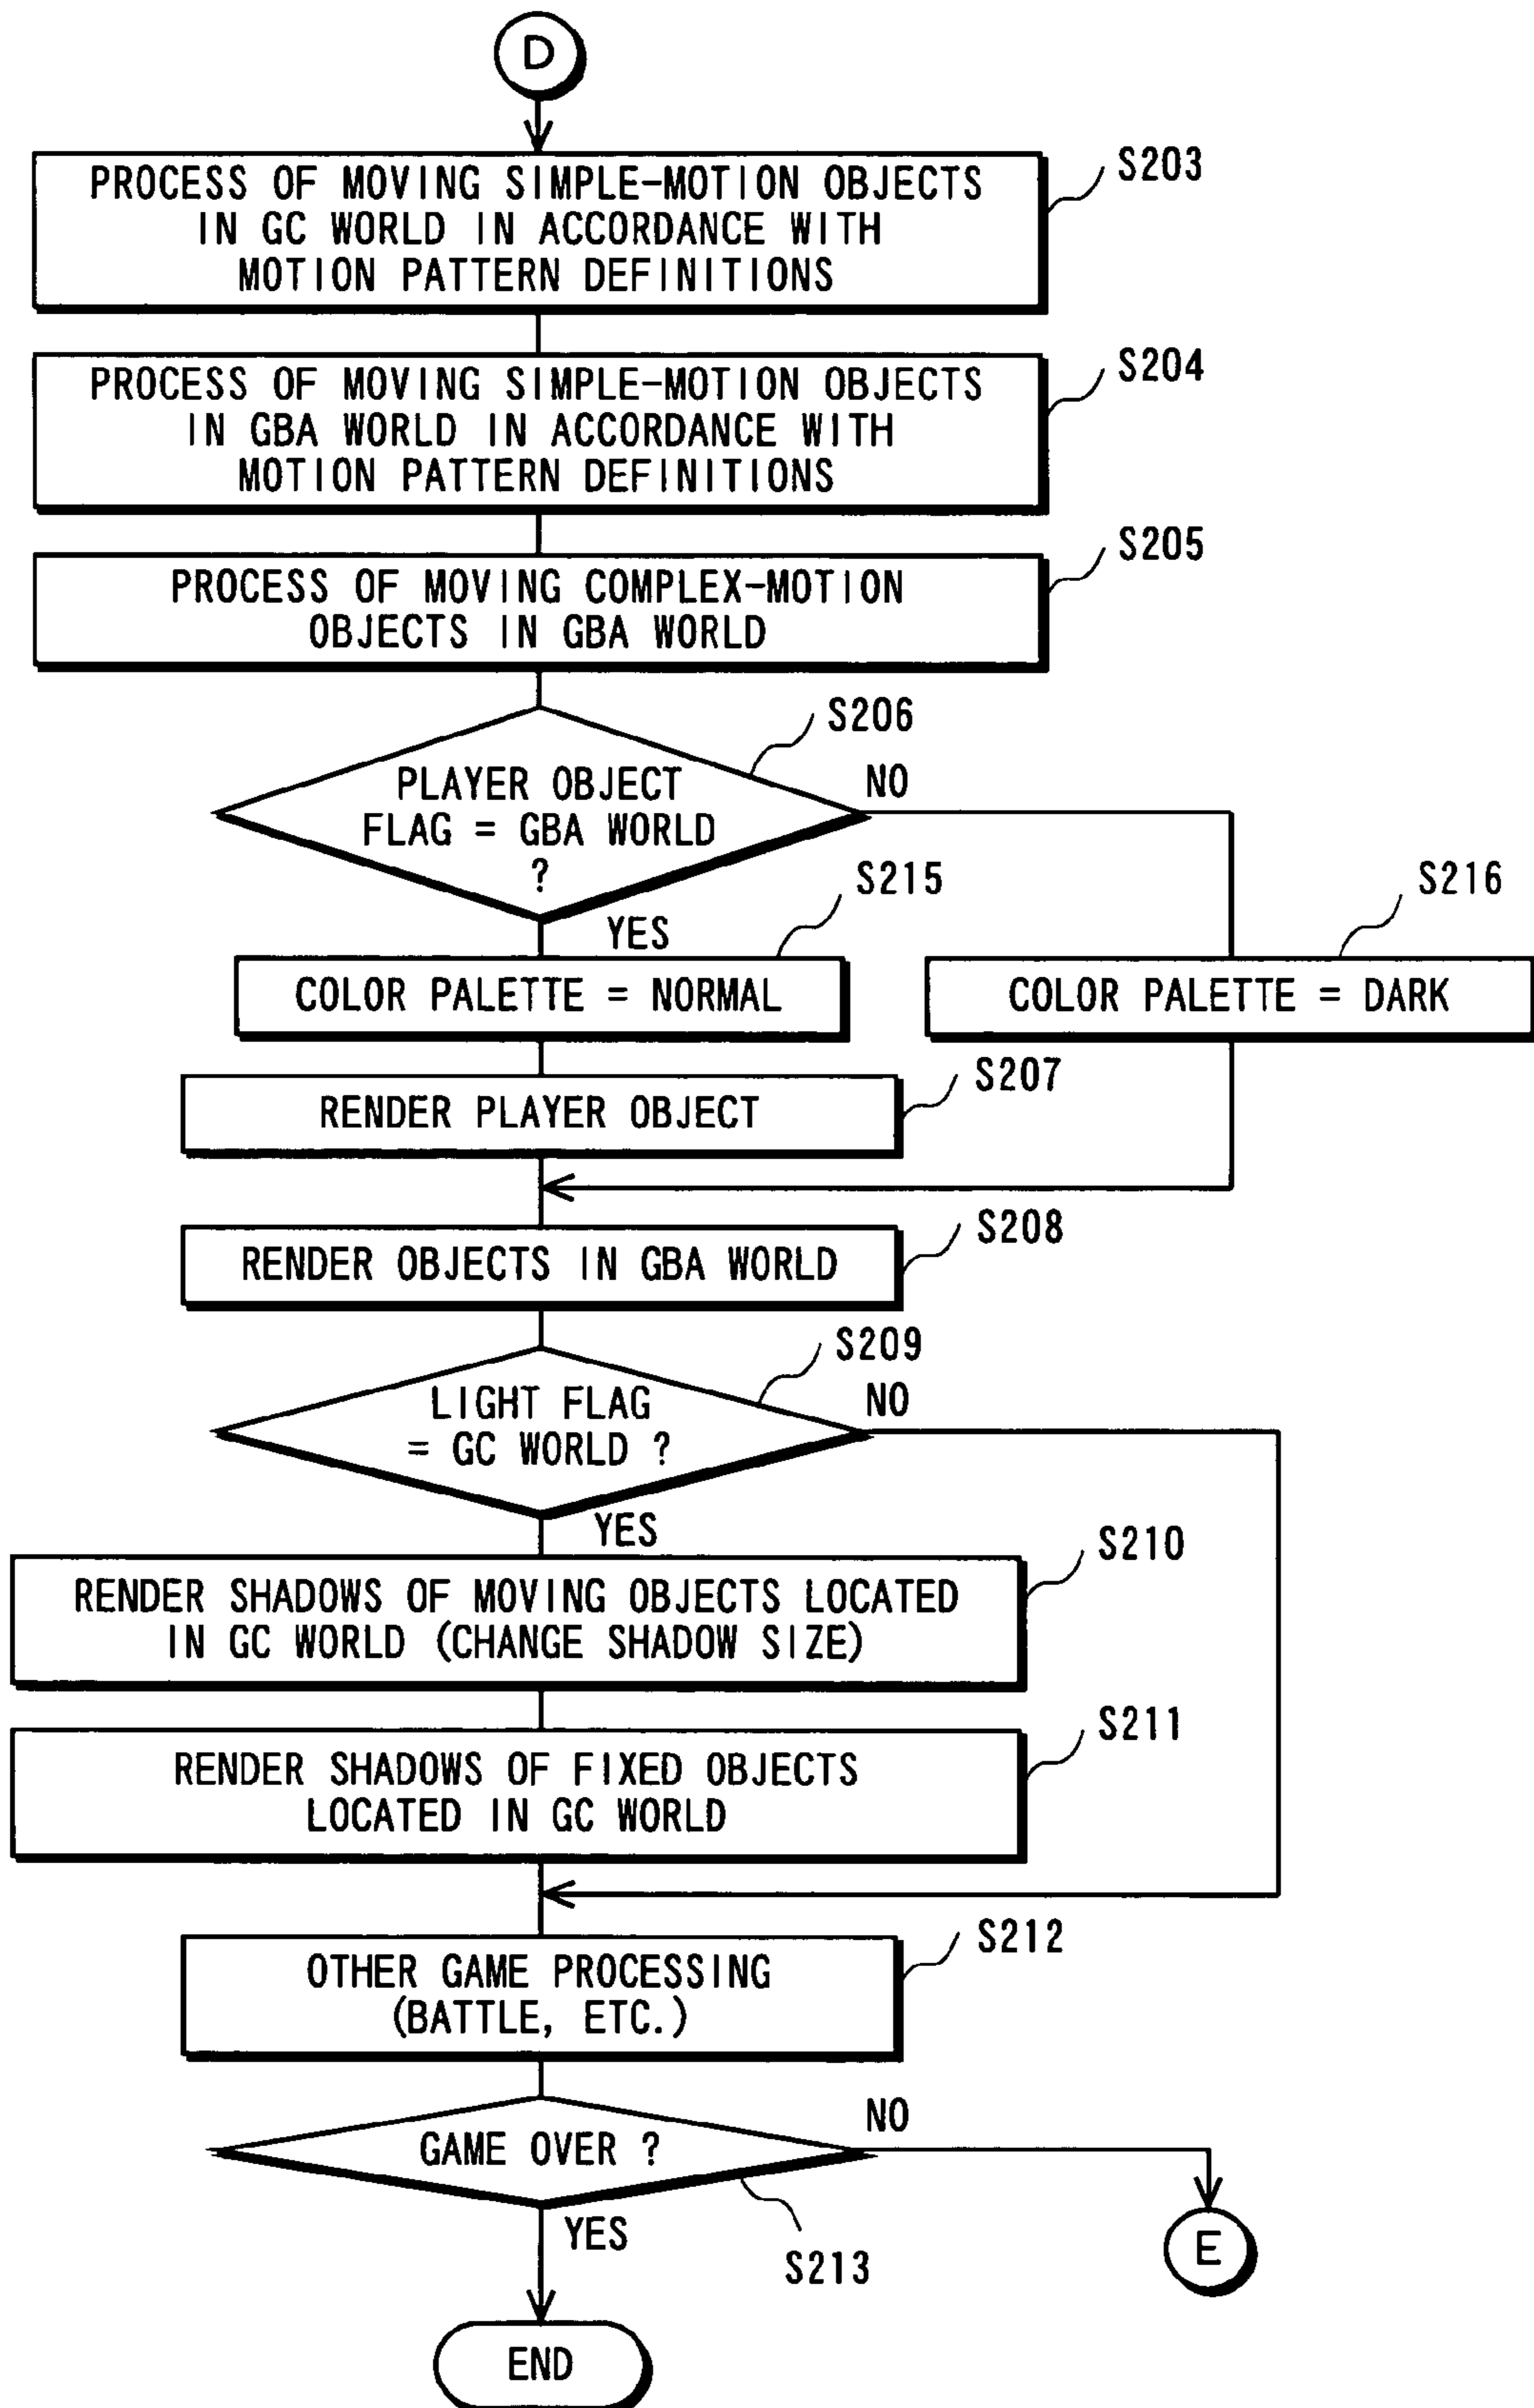 D
S203
PROCESS OF MOVING SIMPLE-MOTION OBJECTS
IN GC WORLD IN ACCORDANCE WITH
MOTION PATTERN DEFINITIONS
S204
PROCESS OF MOVING SIMPLE-MOTION OBJECTS
IN GBA WORLD IN ACCORDANCE WITH
MOTION PATTERN DEFINITIONS
S205
PROCESS OF MOVING COMPLEX-MOTION
OBJECTS IN GBA WORLD
S206
PLAYER OBJECT
FLAG = GBA WORLD
?
NO
YES
S215
COLOR PALETTE = NORMAL
S216
COLOR PALETTE = DARK
S207
RENDER PLAYER OBJECT
S208
RENDER OBJECTS IN GBA WORLD
S209
LIGHT FLAG
= GC WORLD ?
NO
YES
S210
RENDER SHADOWS OF MOVING OBJECTS LOCATED
IN GC WORLD (CHANGE SHADOW SIZE)
S211
RENDER SHADOWS OF FIXED OBJECTS
LOCATED IN GC WORLD
S212
OTHER GAME PROCESSING
(BATTLE, ETC.)
GAME OVER ?
NO
YES
S213
E
END